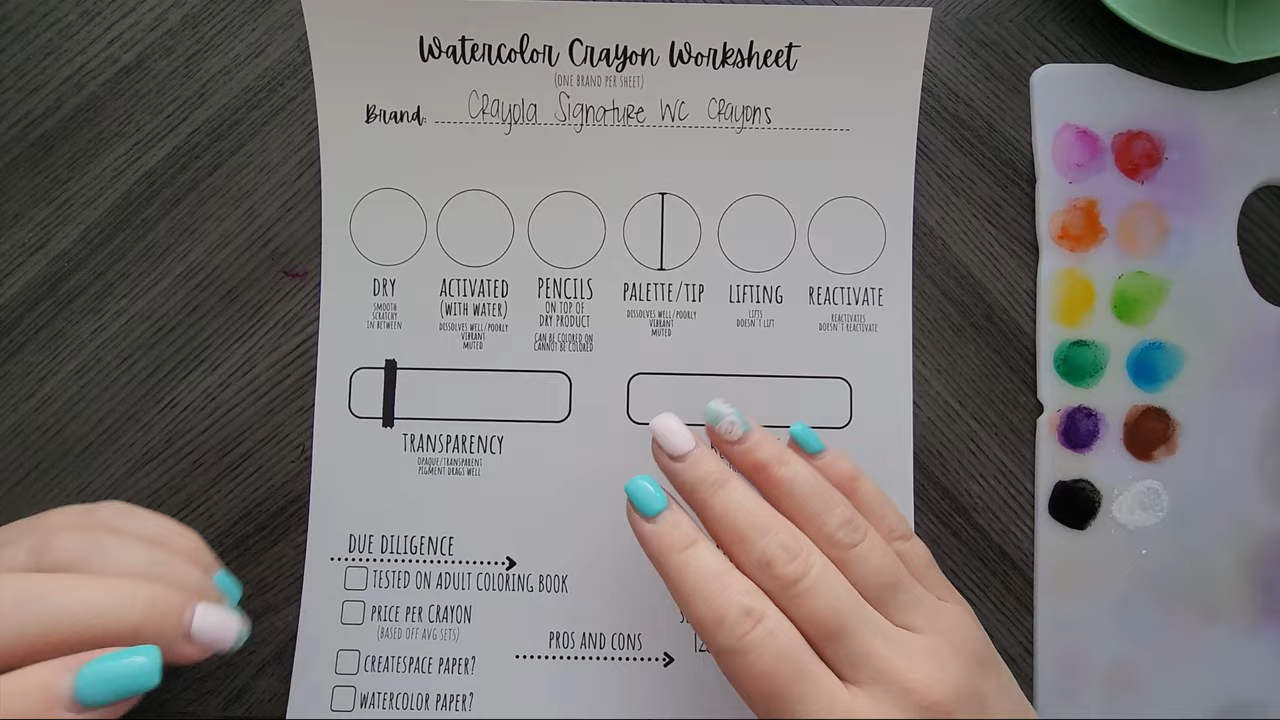 Watercolor Crayon Worksheet
(ONE BRAND PER SHEET)
Brand: Crayola Signature WC Crayons
DRY
SMOOTH
SCRATCHY
IN BETWEEN
ACTIVATED
(WITH WATER)
DISSOLVES WELL/POORLY
VIBRANT
MUTED
PENCILS
ON TOP OF
DRY PRODUCT
CAN BE COLORED ON
CANNOT BE COLORED
PALETTE/TIP
DISSOLVES WELL/POORLY
VIBRANT
MUTED
LIFTING
LIFTS
DOESN'T LIFT
REACTIVATE
REACTIVATES
DOESN'T REACTIVATE
TRANSPARENCY
OPAQUE/TRANSPARENT
PIGMENT DRAGS WELL
DUE DILIGENCE
TESTED ON ADULT COLORING BOOK
PRICE PER CRAYON
(BASED OFF AVG SETS)
CREATESPACE PAPER?
WATERCOLOR PAPER?
PROS AND CONS